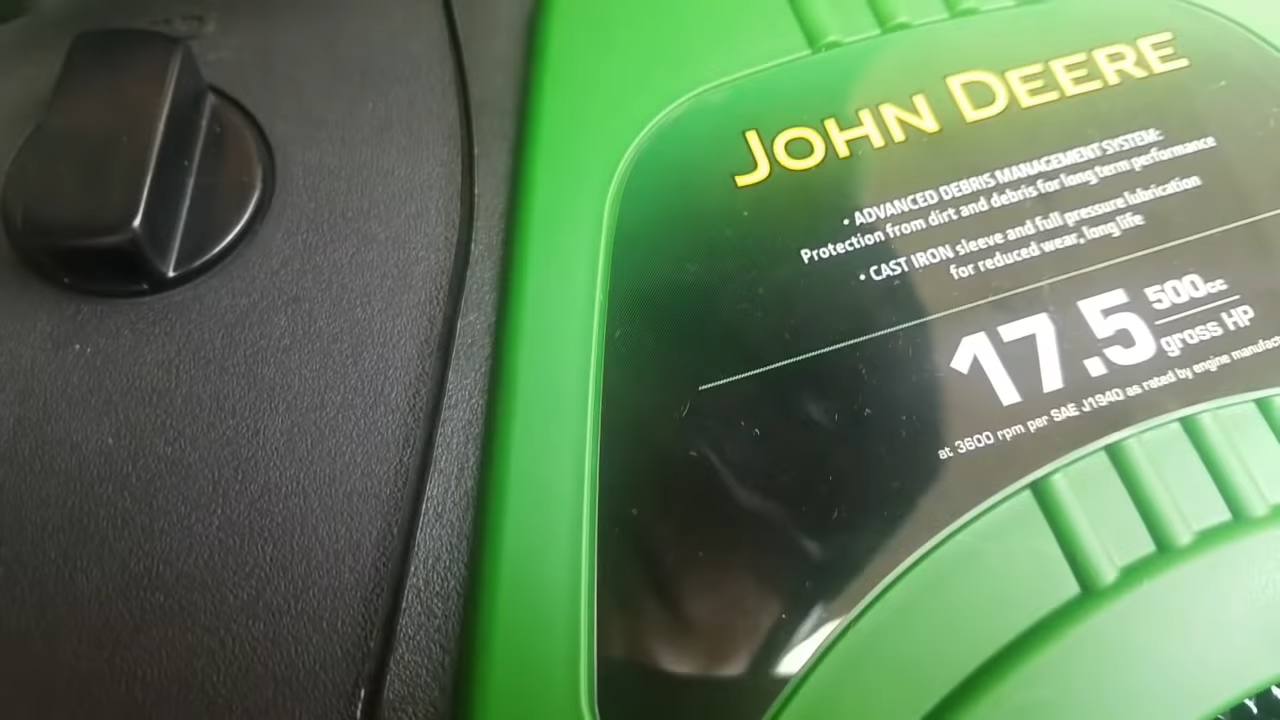 JOHN DEERE
• ADVANCED DEBRIS MANAGEMENT SYSTEM:
Protection from dirt and debris for long term performance
• CAST IRON sleeve and full pressure lubrication
for reduced wear, long life
17.5 500cc
gross HP
at 3600 rpm per SAE J1940 as rated by engine manufac